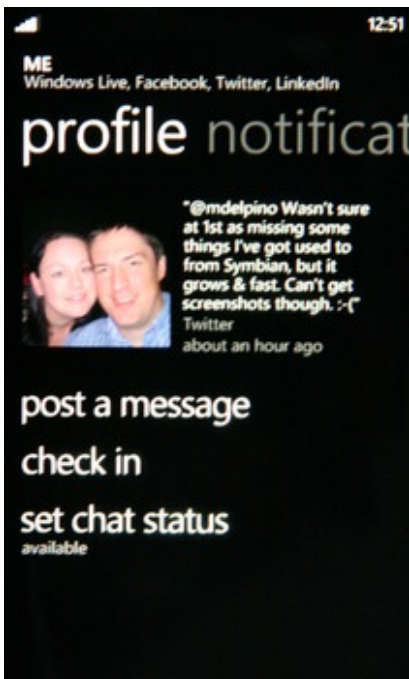 12:51
ME
Windows Live, Facebook, Twitter, LinkedIn
profile notificat
"@mdelpino Wasn't sure
at 1st as missing some
things I've got used to
from Symbian, but it
grows & fast. Can't get
screenshots though. :-("
Twitter
about an hour ago
post a message
check in
set chat status
available